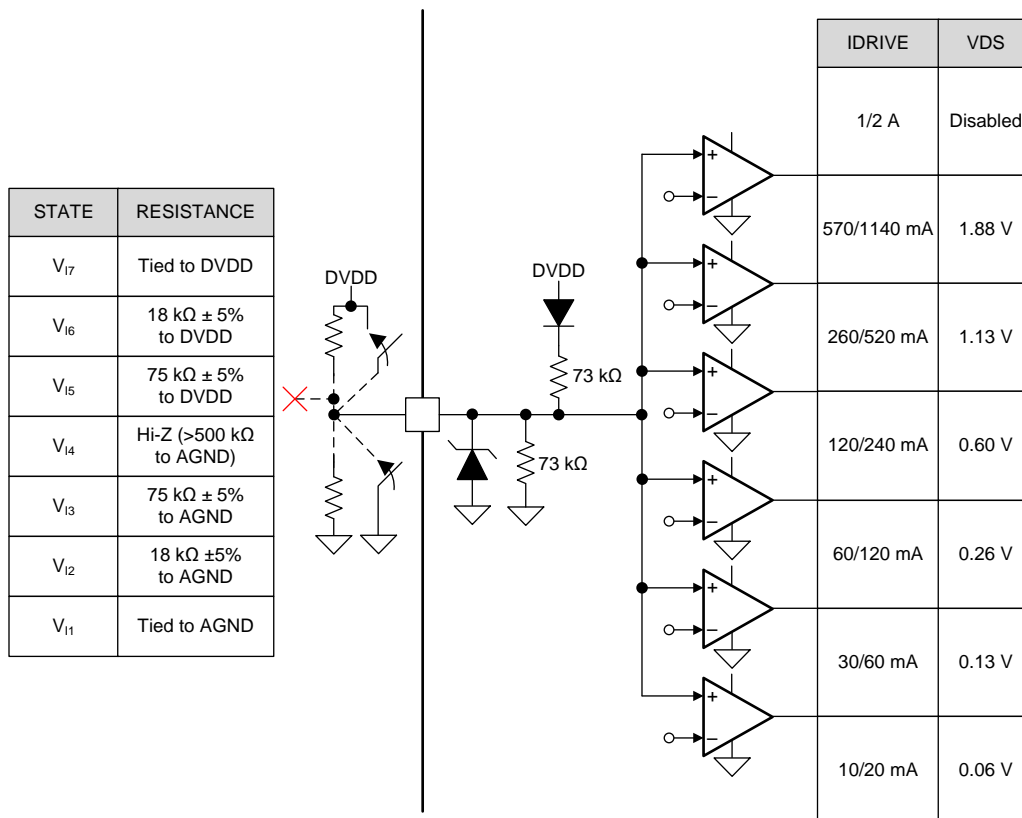 IDRIVE VDS
1/2 A Disabled
570/1140 mA 1.88 V
260/520 mA 1.13 V
120/240 mA 0.60 V
60/120 mA 0.26 V
30/60 mA 0.13 V
10/20 mA 0.06 V
STATE RESISTANCE
VI7 Tied to DVDD
VI6 18 kΩ ± 5%
to DVDD
VI5 75 kΩ ± 5%
to DVDD
VI4 Hi-Z (>500 kΩ
to AGND)
VI3 75 kΩ ± 5%
to AGND
VI2 18 kΩ ±5%
to AGND
VI1 Tied to AGND
DVDD
DVDD
73 kΩ
73 kΩ
+
−
+
−
+
−
+
−
+
−
+
−